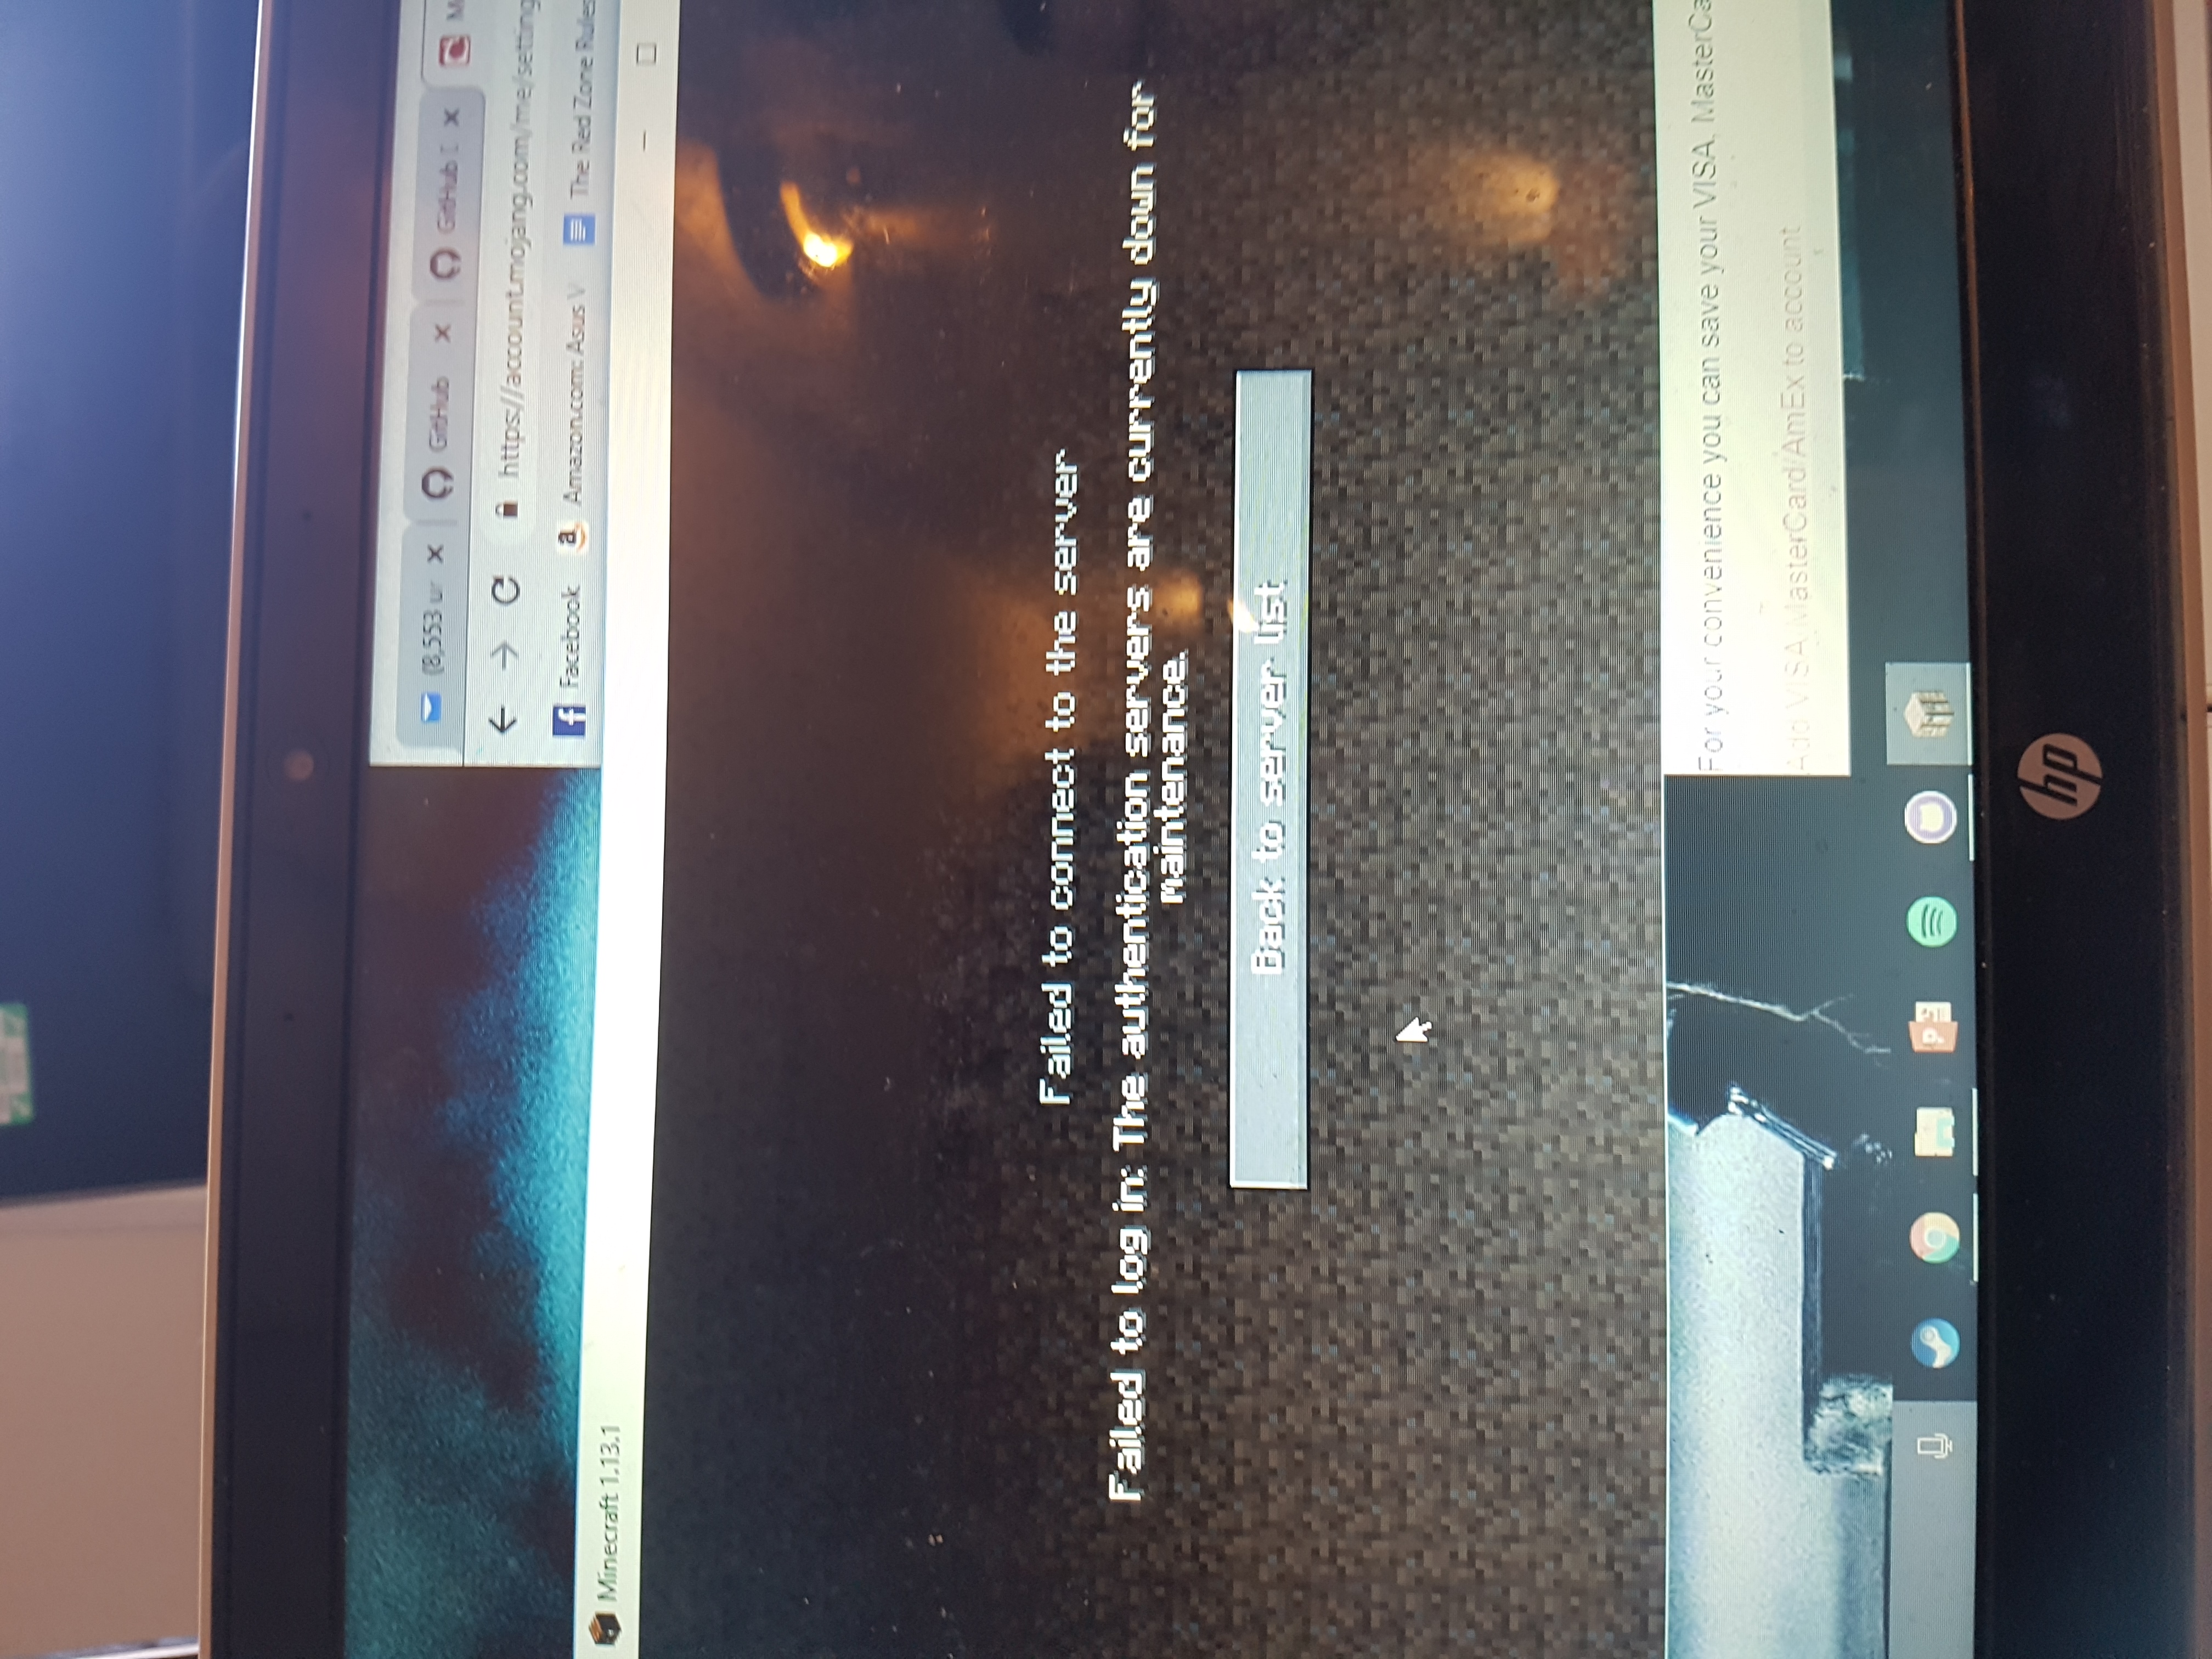 (8,553 ur
GitHub
GitHub
https://account.mojang.com/me/setting
Facebook
Amazon.com: Asus V
The Red Zone Rules
Minecraft 1.13.1
Failed to connect to the server
Failed to log in: The authentication servers are currently down for
maintenance.
Back to server list
For your convenience you can save your VISA, MasterCa
Add VISA/MasterCard/AmEx to account
hp